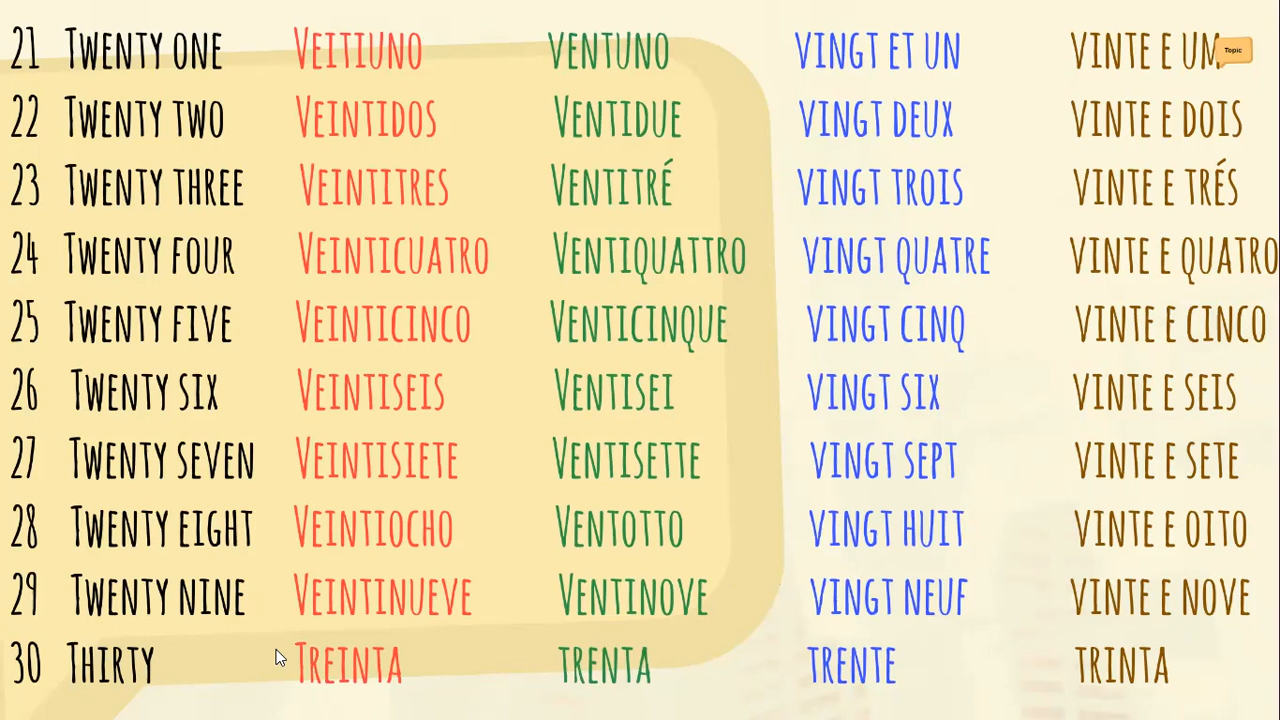 21 Twenty one Veitiuno ventuno vingt et un vinte e um Topic
22 Twenty two Veintidos Ventidue vingt deux vinte e dois
23 Twenty three Veintitres Ventitré vingt trois vinte e trés
24 Twenty four Veinticuatro Ventiquattro vingt quatre vinte e quatro
25 Twenty five Veinticinco Venticinque vingt cinq vinte e cinco
26 Twenty six Veintiseis Ventisei vingt six vinte e seis
27 Twenty seven Veintisiete Ventisette vingt sept vinte e sete
28 Twenty eight Veintiocho Ventotto vingt huit vinte e oito
29 Twenty nine Veintinueve Ventinove vingt neuf vinte e nove
30 Thirty Treinta trenta trente trinta